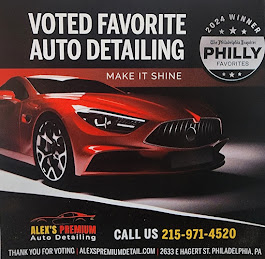 VOTED FAVORITE
AUTO DETAILING
MAKE IT SHINE
2024 WINNER
The Philadelphia Inquirer
PHILLY
FAVORITES
ALEX'S PREMIUM
Auto Detailing
CALL US 215-971-4520
THANK YOU FOR VOTING | ALEXSPREMIUMDETAIL.COM | 2633 E HAGERT ST. PHILADELPHIA, PA